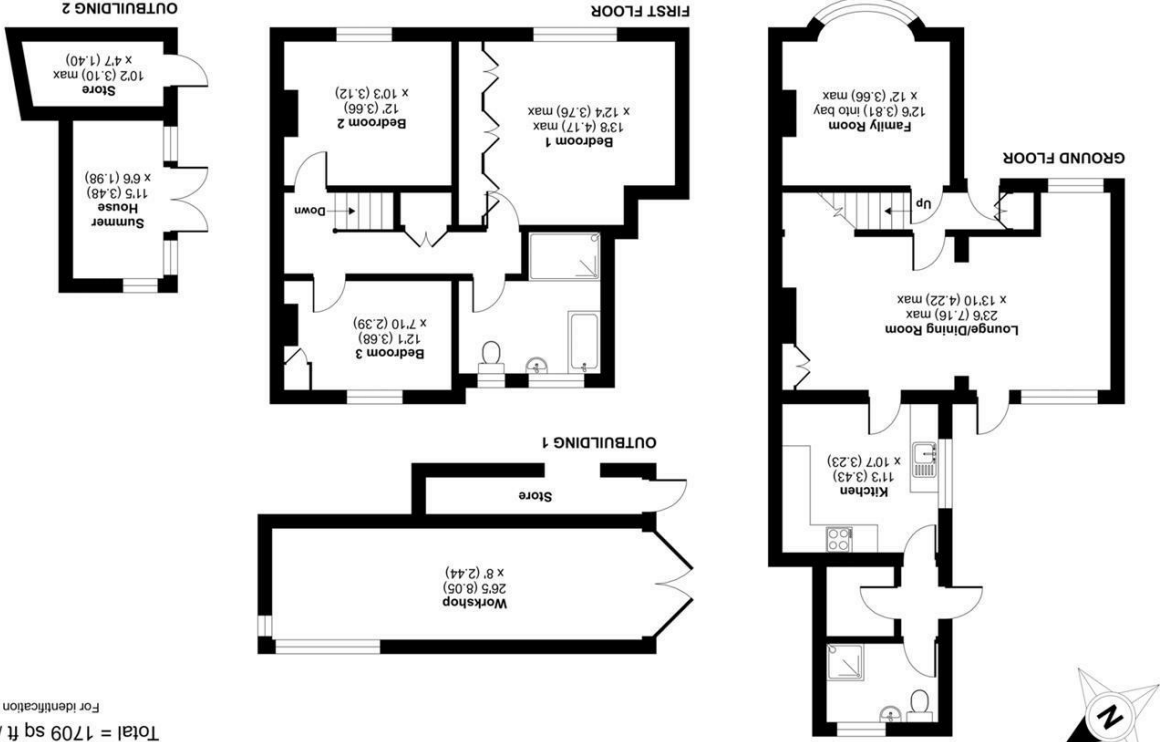 Total = 1709 sq ft /
For identification
N
Workshop
26'5 (8.05)
x 8' (2.44)
Store
OUTBUILDING 1
Kitchen
11'3 (3.43)
x 10'7 (3.23)
Lounge/Dining Room
23'6 (7.16) max
x 13'10 (4.22) max
Up
GROUND FLOOR
Family Room
12'6 (3.81) into bay
x 12' (3.66) max
Bedroom 3
12'1 (3.68)
x 7'10 (2.39)
Down
Bedroom 1
13'8 (4.17) max
x 12'4 (3.76) max
Bedroom 2
12' (3.66)
x 10'3 (3.12)
FIRST FLOOR
Summer
House
11'5 (3.48)
x 6'6 (1.98)
Store
10'2 (3.10) max
x 4'7 (1.40)
OUTBUILDING 2